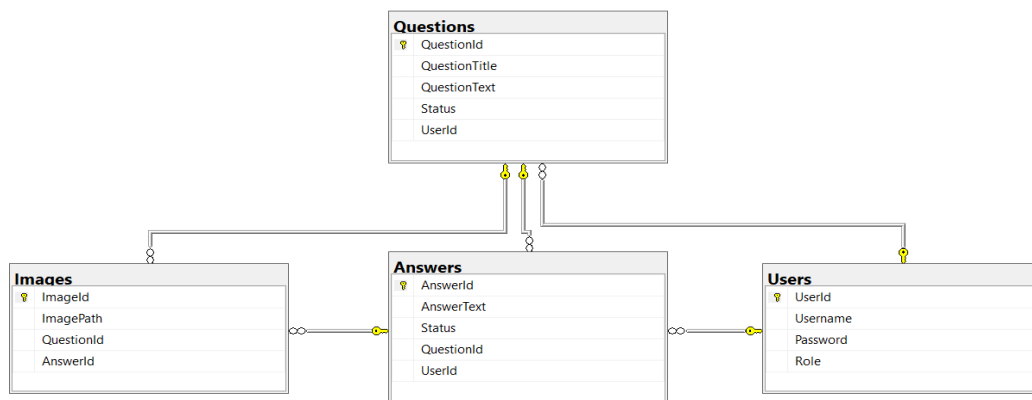 Questions
QuestionId
QuestionTitle
QuestionText
Status
UserId
Images
ImageId
ImagePath
QuestionId
AnswerId
Answers
AnswerId
AnswerText
Status
QuestionId
UserId
Users
UserId
Username
Password
Role